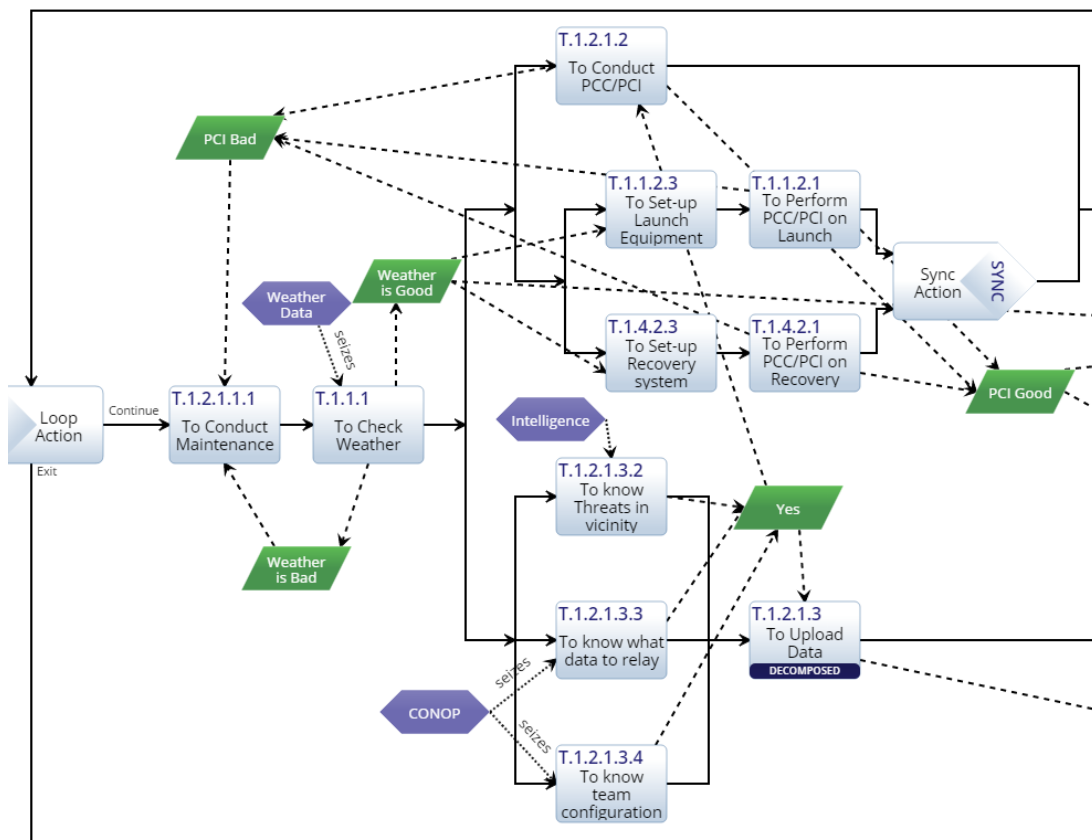 T.1.2.1.2
To Conduct
PCC/PCI
PCI Bad
T.1.1.2.3
To Set-up
Launch
Equipment
T.1.1.2.1
To Perform
PCC/PCI on
Launch
Sync
Action
SYNC
Weather
is Good
Weather
Data
seizes
T.1.4.2.3
To Set-up
Recovery
system
T.1.4.2.1
To Perform
PCC/PCI on
Recovery
PCI Good
Loop
Action
Continue
Exit
T.1.2.1.1.1
To Conduct
Maintenance
T.1.1.1
To Check
Weather
Intelligence
T.1.2.1.3.2
To know
Threats in
vicinity
Yes
Weather
is Bad
T.1.2.1.3.3
To know what
data to relay
T.1.2.1.3
To Upload
Data
DECOMPOSED
seizes
CONOP
seizes
T.1.2.1.3.4
To know
team
configuration